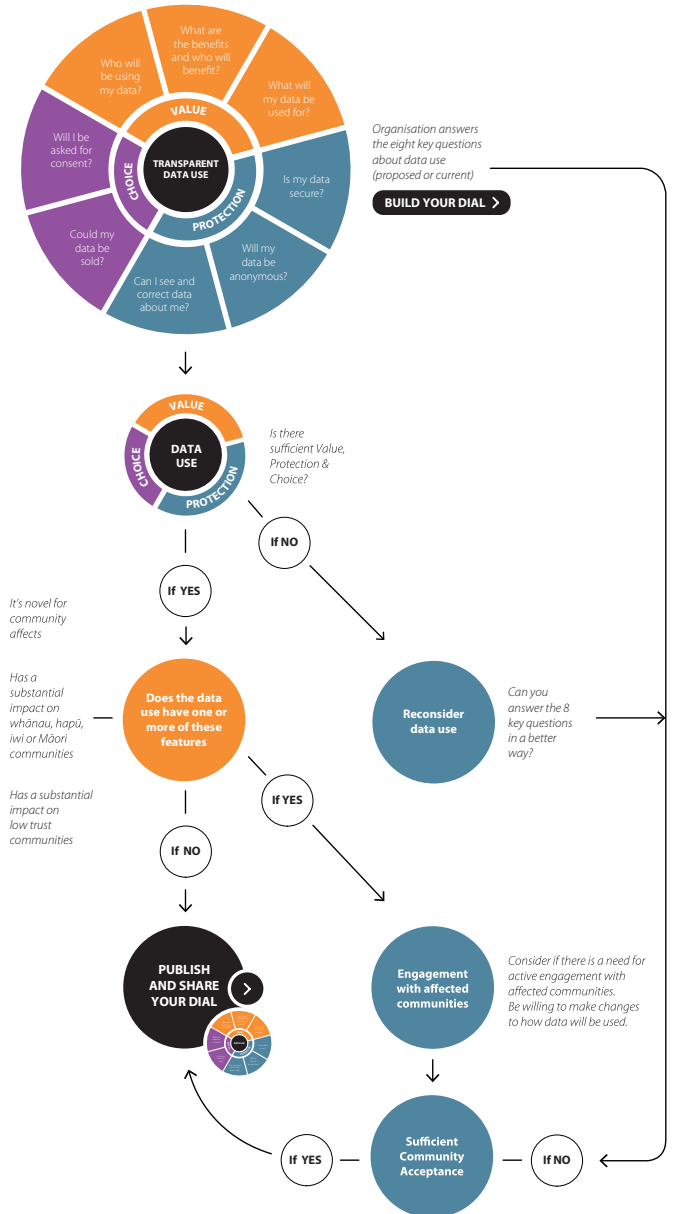 What are
the benefits
and who will
benefit?
Who will
be using
my data?
What will
my data be
used for?
VALUE
Will I be
asked for
consent?
CHOICE
TRANSPARENT
DATA USE
PROTECTION
Is my data
secure?
Could my
data be
sold?
Will my
data be
anonymous?
Can I see and
correct data
about me?
Organisation answers
the eight key questions
about data use
(proposed or current)
BUILD YOUR DIAL
VALUE
CHOICE
DATA
USE
PROTECTION
Is there
sufficient Value,
Protection &
Choice?
If NO
If YES
It's novel for
community
affects
Has a
substantial
impact on
whānau, hapū,
iwi or Māori
communities
Has a substantial
impact on
low trust
communities
Does the data
use have one or
more of these
features
Reconsider
data use
Can you
answer the 8
key questions
in a better
way?
If YES
If NO
PUBLISH
AND SHARE
YOUR DIAL
Engagement
with affected
communities
Consider if there is a need for
active engagement with
affected communities.
Be willing to make changes
to how data will be used.
If YES
Sufficient
Community
Acceptance
If NO